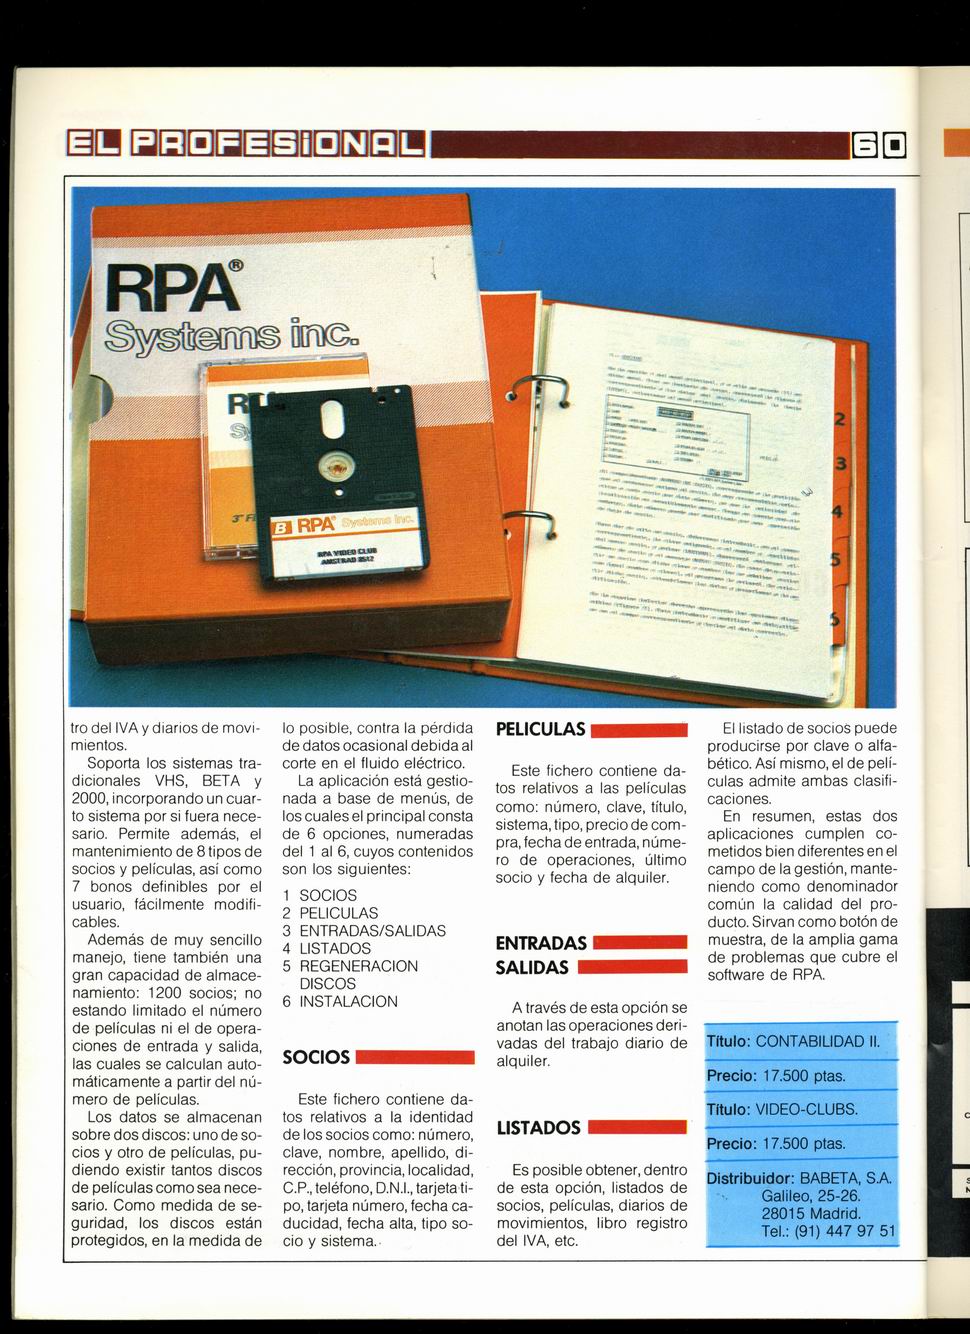 EL PROFESIONAL
60
RPA®
Systems inc.
3"
B RPA® Systems inc.
RPA VIDEO CLUB
AMSTRAD 8512
2
3
4
5
6
tro del IVA y diarios de movi-
mientos.
Soporta los sistemas tra-
dicionales VHS, BETA y
2000, incorporando un cuar-
to sistema por si fuera nece-
sario. Permite además, el
mantenimiento de 8 tipos de
socios y películas, así como
7 bonos definibles por el
usuario, fácilmente modifi-
cables.
Además de muy sencillo
manejo, tiene también una
gran capacidad de almace-
namiento: 1200 socios; no
estando limitado el número
de películas ni el de opera-
ciones de entrada y salida,
las cuales se calculan auto-
máticamente a partir del nú-
mero de películas.
Los datos se almacenan
sobre dos discos: uno de so-
cios y otro de películas, pu-
diendo existir tantos discos
de películas como sea nece-
sario. Como medida de se-
guridad, los discos están
protegidos, en la medida de
lo posible, contra la pérdida
de datos ocasional debida al
corte en el fluido eléctrico.
La aplicación está gestio-
nada a base de menús, de
los cuales el principal consta
de 6 opciones, numeradas
del 1 al 6, cuyos contenidos
son los siguientes:
1 SOCIOS
2 PELICULAS
3 ENTRADAS/SALIDAS
4 LISTADOS
5 REGENERACION
DISCOS
6 INSTALACION
SOCIOS
Este fichero contiene da-
tos relativos a la identidad
de los socios como: número,
clave, nombre, apellido, di-
rección, provincia, localidad,
C.P., teléfono, D.N.I., tarjeta ti-
po, tarjeta número, fecha ca-
ducidad, fecha alta, tipo so-
cio y sistema.
PELICULAS
Este fichero contiene da-
tos relativos a las películas
como: número, clave, título,
sistema, tipo, precio de com-
pra, fecha de entrada, núme-
ro de operaciones, último
socio y fecha de alquiler.
ENTRADAS
SALIDAS
A través de esta opción se
anotan las operaciones deri-
vadas del trabajo diario de
alquiler.
LISTADOS
Es posible obtener, dentro
de esta opción, listados de
socios, películas, diarios de
movimientos, libro registro
del IVA, etc.
El listado de socios puede
producirse por clave o alfa-
bético. Así mismo, el de pelí-
culas admite ambas clasifi-
caciones.
En resumen, estas dos
aplicaciones cumplen co-
metidos bien diferentes en el
campo de la gestión, mante-
niendo como denominador
común la calidad del pro-
ducto. Sirvan como botón de
muestra, de la amplia gama
de problemas que cubre el
software de RPA.
Título: CONTABILIDAD II.
Precio: 17.500 ptas.
Título: VIDEO-CLUBS.
Precio: 17.500 ptas.
Distribuidor: BABETA, S.A.
Galileo, 25-26.
28015 Madrid.
Tel.: (91) 447 97 51